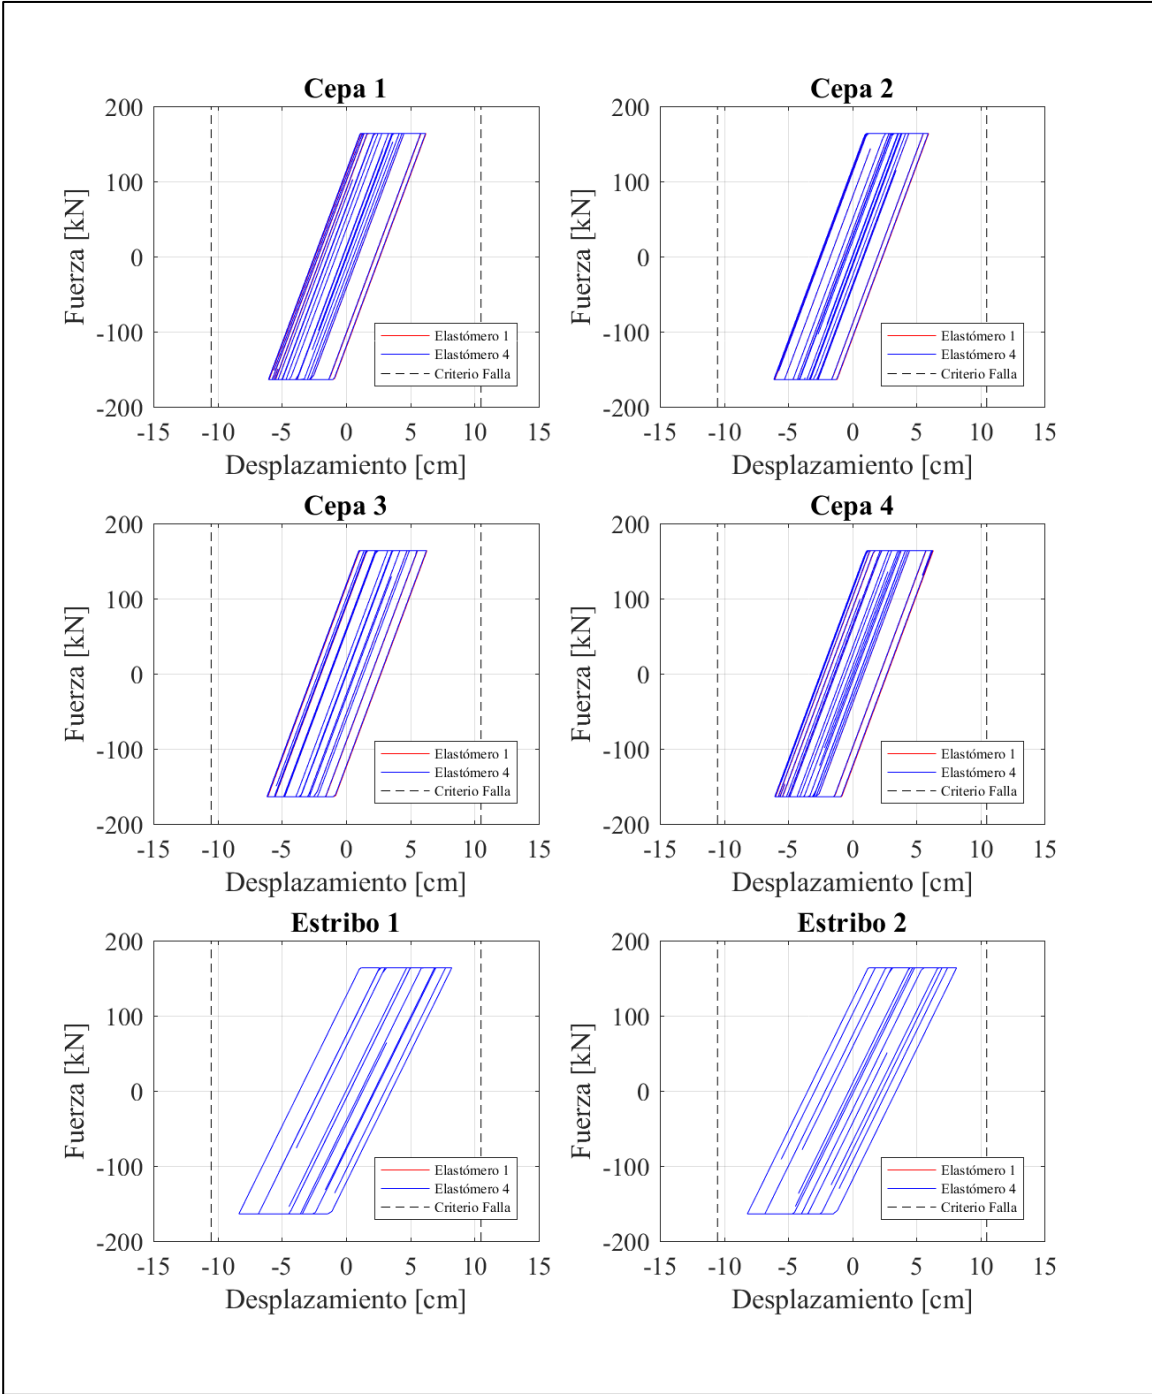 Cepa 1
200
100
0
-100
-200
Fuerza [kN]
-15 -10 -5 0 5 10 15
Desplazamiento [cm]
Elastómero 1
Elastómero 4
Criterio Falla
Cepa 2
200
100
0
-100
-200
Fuerza [kN]
-15 -10 -5 0 5 10 15
Desplazamiento [cm]
Elastómero 1
Elastómero 4
Criterio Falla
Cepa 3
200
100
0
-100
-200
Fuerza [kN]
-15 -10 -5 0 5 10 15
Desplazamiento [cm]
Elastómero 1
Elastómero 4
Criterio Falla
Cepa 4
200
100
0
-100
-200
Fuerza [kN]
-15 -10 -5 0 5 10 15
Desplazamiento [cm]
Elastómero 1
Elastómero 4
Criterio Falla
Estribo 1
200
100
0
-100
-200
Fuerza [kN]
-15 -10 -5 0 5 10 15
Desplazamiento [cm]
Elastómero 1
Elastómero 4
Criterio Falla
Estribo 2
200
100
0
-100
-200
Fuerza [kN]
-15 -10 -5 0 5 10 15
Desplazamiento [cm]
Elastómero 1
Elastómero 4
Criterio Falla